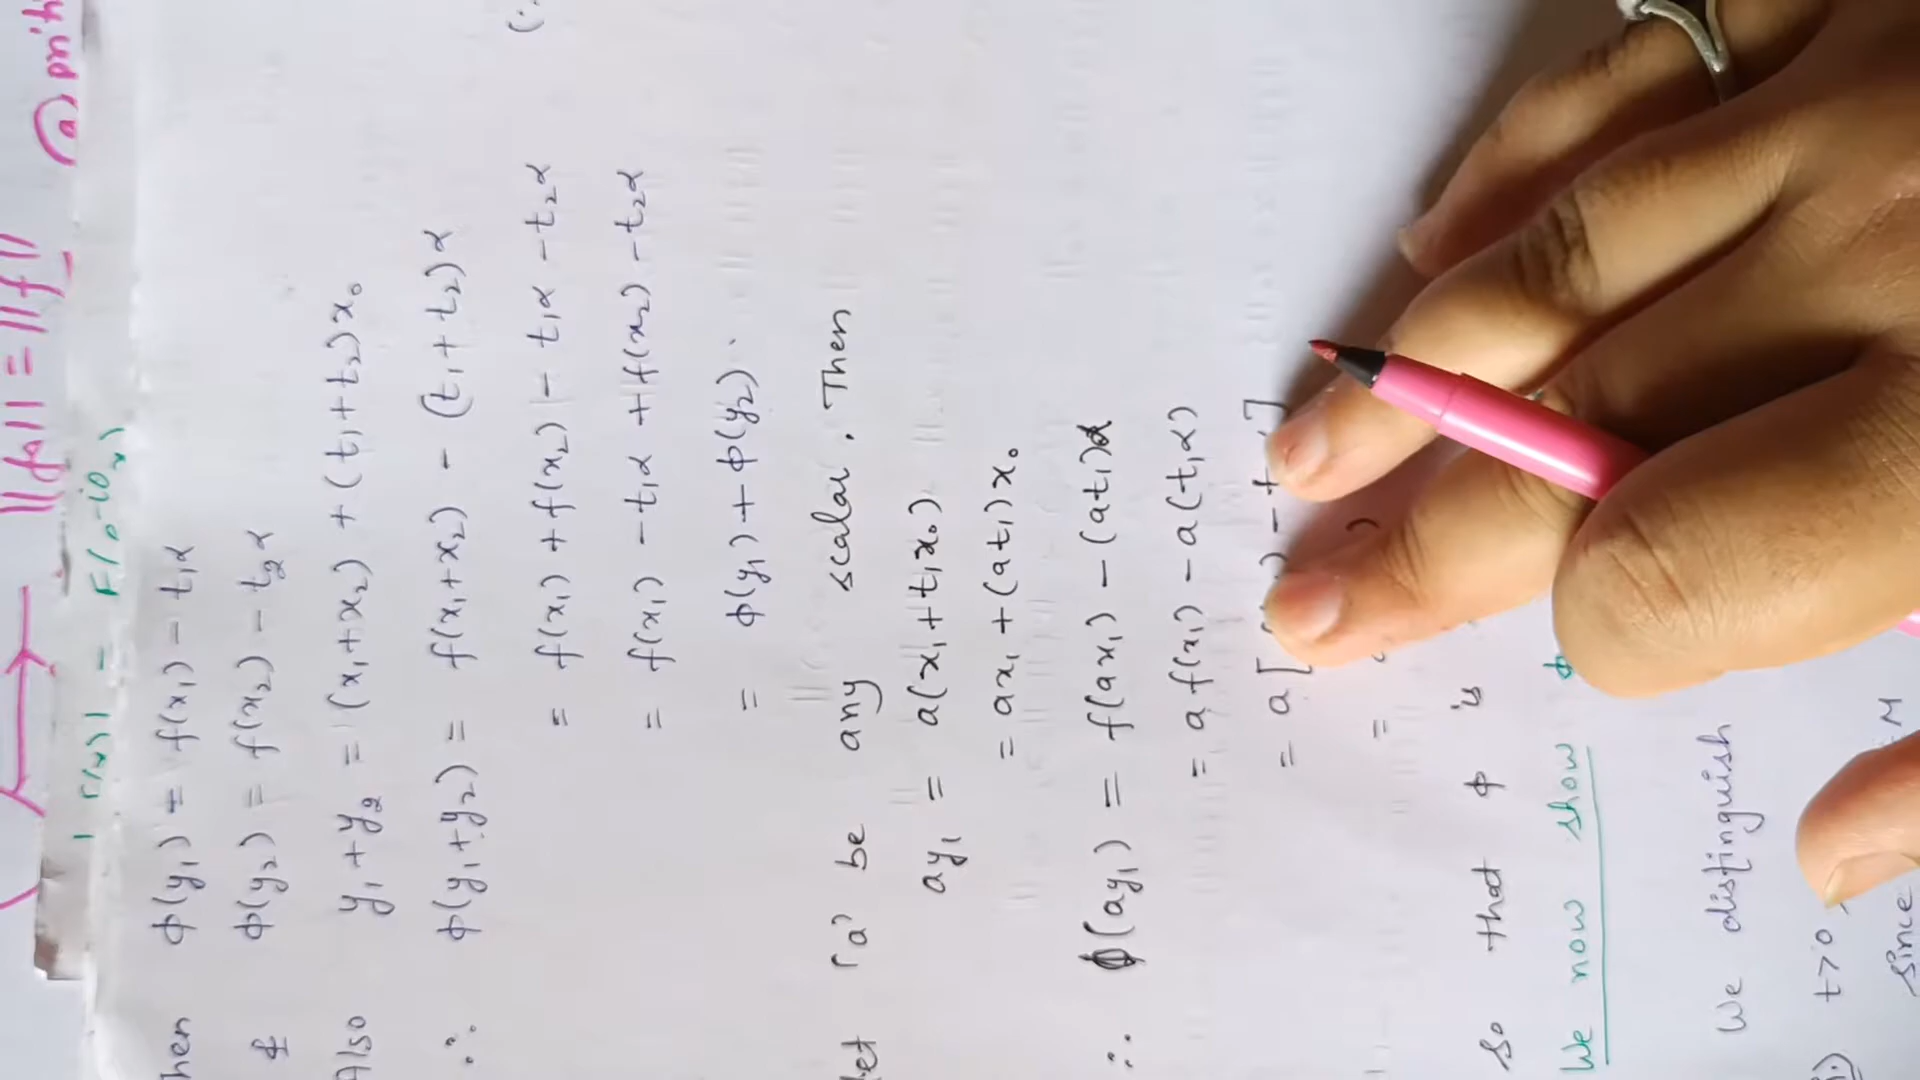 ||fa|| = ||f||
Then φ(y₁) = f(x₁) - t₁α
& φ(y₂) = f(x₂) - t₂α
Also y₁ + y₂ = (x₁+x₂) + (t₁+t₂)x₀
∴ φ(y₁+y₂) = f(x₁+x₂) - (t₁+t₂)α
= f(x₁) + f(x₂) - t₁α - t₂α
= f(x₁) - t₁α + f(x₂) - t₂α
= φ(y₁) + φ(y₂).
Let 'a' be any scalar. Then
ay₁ = a(x₁+t₁x₀)
= ax₁ + (at₁)x₀
∴ φ(ay₁) = f(ax₁) - (at₁)α
= af(x₁) - a(t₁α)
= a[
=
So that φ is
We now show φ
We distinguish
t>0,
Since M